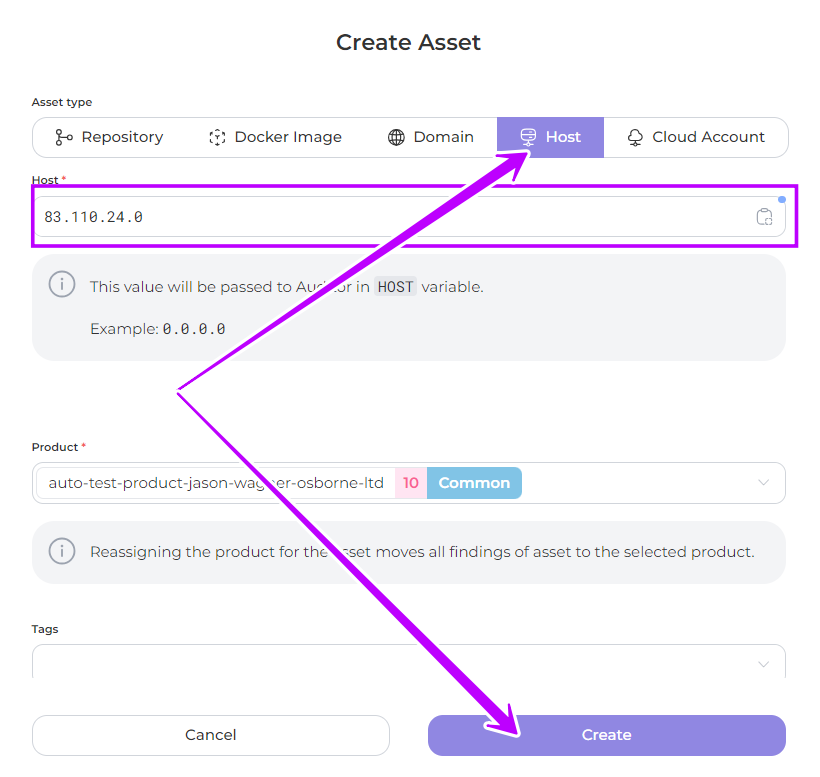 Create Asset
Asset type
Repository Docker Image Domain Host Cloud Account
Host *
83.110.24.0
This value will be passed to Auditor in HOST variable.
Example: 0.0.0.0
Product *
auto-test-product-jason-wagner-osborne-ltd 10 Common
Reassigning the product for the asset moves all findings of asset to the selected product.
Tags
Cancel Create